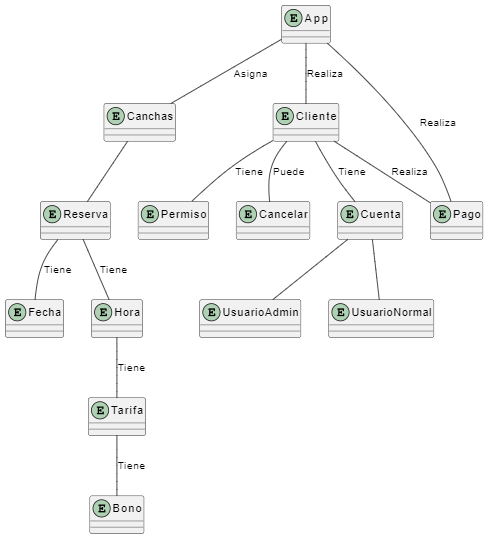 E App
Asigna
Realiza
Realiza
E Canchas
E Cliente
Tiene
Puede
Tiene
Realiza
E Reserva
E Permiso
E Cancelar
E Cuenta
E Pago
Tiene
Tiene
E Fecha
E Hora
E UsuarioAdmin
E UsuarioNormal
Tiene
E Tarifa
Tiene
E Bono